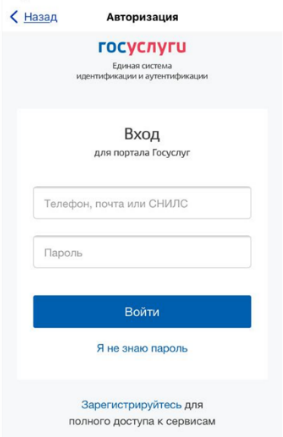 Назад Авторизация
госуслуги
Единая система
идентификации и аутентификации
Вход
для портала Госуслуг
Телефон, почта или СНИЛС
Пароль
Войти
Я не знаю пароль
Зарегистрируйтесь для
полного доступа к сервисам